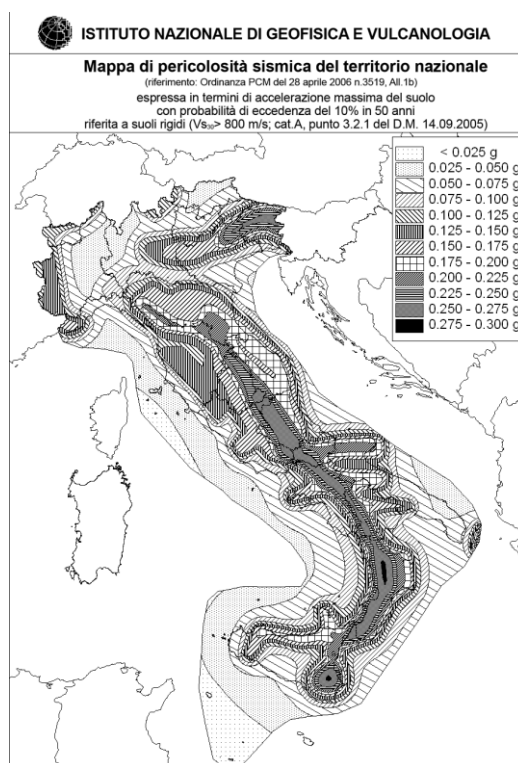 ISTITUTO NAZIONALE DI GEOFISICA E VULCANOLOGIA
Mappa di pericolosità sismica del territorio nazionale
(riferimento: Ordinanza PCM del 28 aprile 2006 n.3519, All.1b)
espressa in termini di accelerazione massima del suolo
con probabilità di eccedenza del 10% in 50 anni
riferita a suoli rigidi (Vs₃₀> 800 m/s; cat.A, punto 3.2.1 del D.M. 14.09.2005)
< 0.025 g
0.025 - 0.050 g
0.050 - 0.075 g
0.075 - 0.100 g
0.100 - 0.125 g
0.125 - 0.150 g
0.150 - 0.175 g
0.175 - 0.200 g
0.200 - 0.225 g
0.225 - 0.250 g
0.250 - 0.275 g
0.275 - 0.300 g